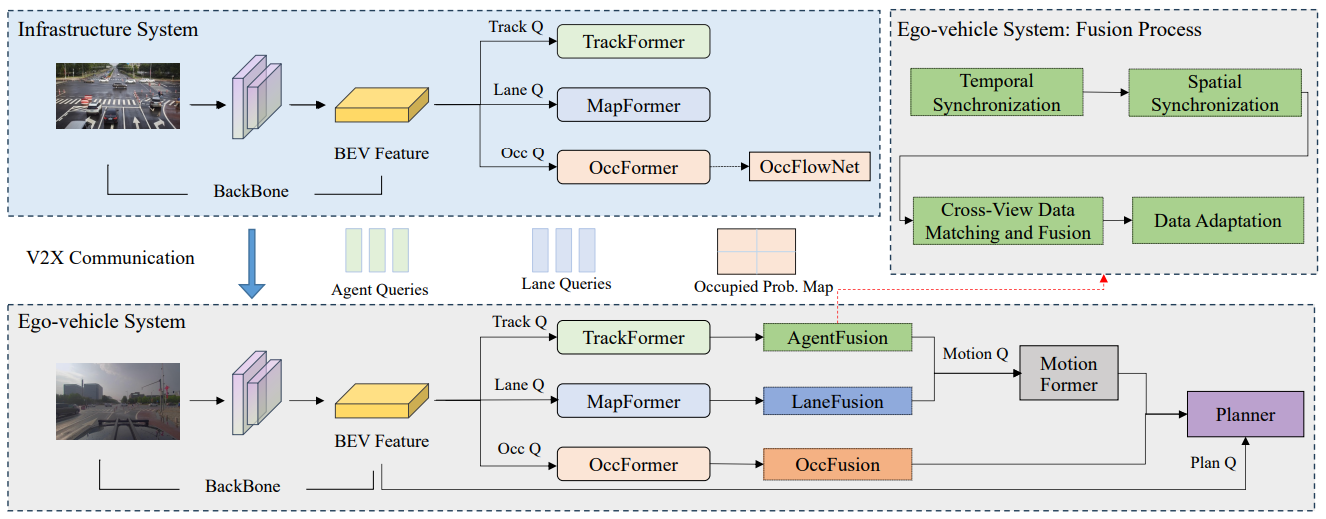 Infrastructure System
Track Q
TrackFormer
Lane Q
MapFormer
BEV Feature
Occ Q
OccFormer
OccFlowNet
BackBone
Ego-vehicle System: Fusion Process
Temporal
Synchronization
Spatial
Synchronization
Cross-View Data
Matching and Fusion
Data Adaptation
V2X Communication
Agent Queries
Lane Queries
Occupied Prob. Map
Ego-vehicle System
Track Q
TrackFormer
AgentFusion
Motion Q
Motion
Former
Lane Q
MapFormer
LaneFusion
Planner
BEV Feature
Occ Q
OccFormer
OccFusion
Plan Q
BackBone